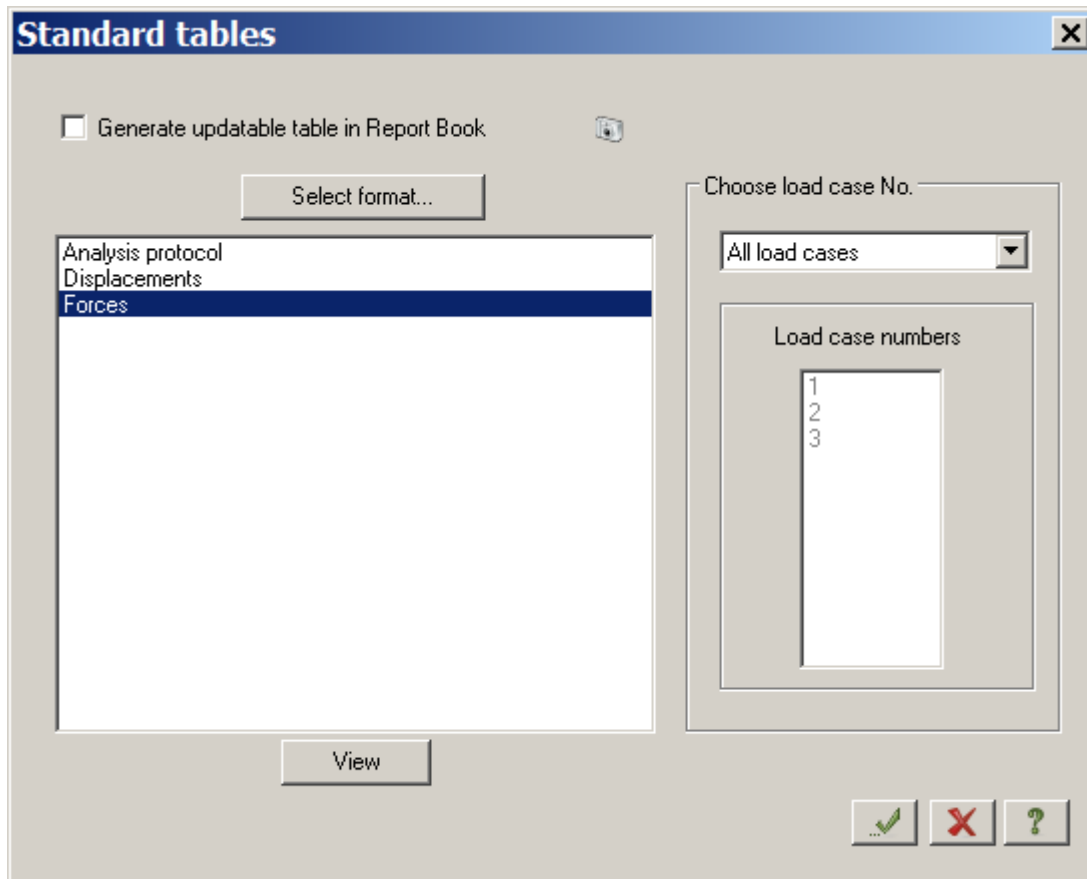 Standard tables
Generate updatable table in Report Book
Select format...
Analysis protocol
Displacements
Forces
View
Choose load case No.
All load cases
Load case numbers
1
2
3
?